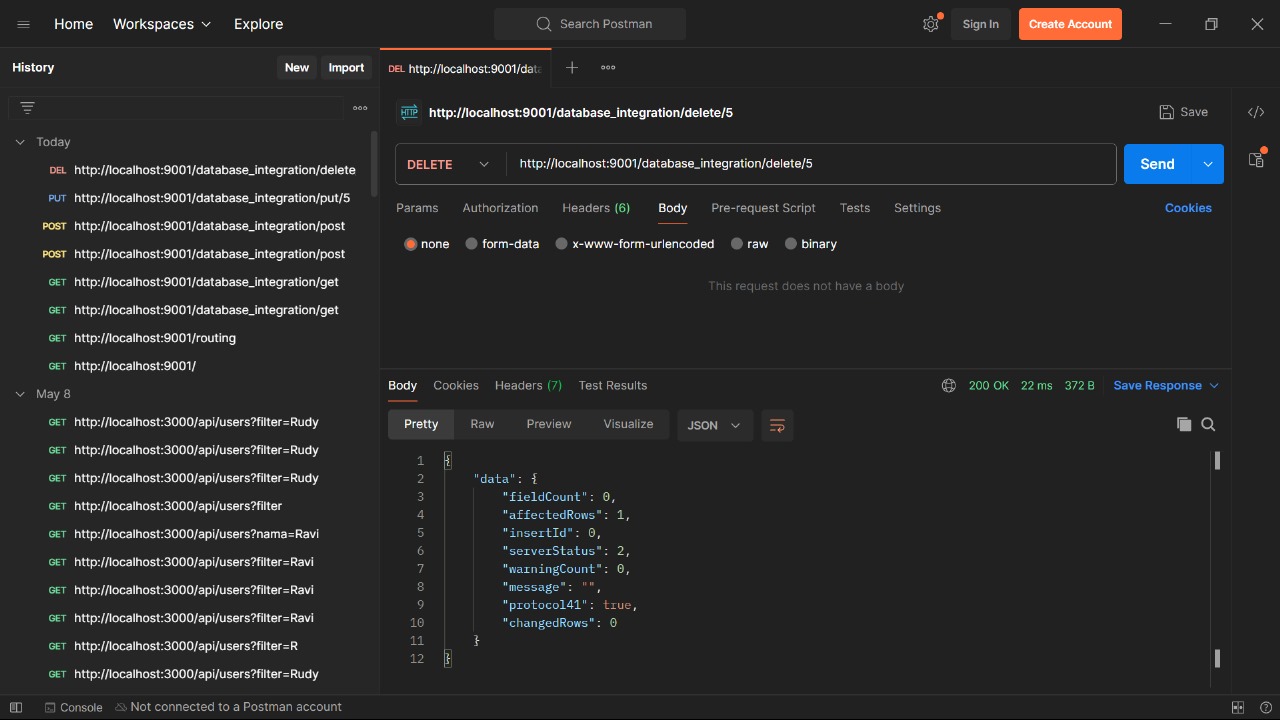 Home
Workspaces
Explore
Search Postman
Sign In
Create Account
History
New
Import
DEL http://localhost:9001/data
HTTP http://localhost:9001/database_integration/delete/5
Save
Today
DEL http://localhost:9001/database_integration/delete
PUT http://localhost:9001/database_integration/put/5
POST http://localhost:9001/database_integration/post
POST http://localhost:9001/database_integration/post
GET http://localhost:9001/database_integration/get
GET http://localhost:9001/database_integration/get
GET http://localhost:9001/routing
GET http://localhost:9001/
May 8
GET http://localhost:3000/api/users?filter=Rudy
GET http://localhost:3000/api/users?filter=Rudy
GET http://localhost:3000/api/users?filter=Rudy
GET http://localhost:3000/api/users?filter
GET http://localhost:3000/api/users?nama=Ravi
GET http://localhost:3000/api/users?filter=Ravi
GET http://localhost:3000/api/users?filter=Ravi
GET http://localhost:3000/api/users?filter=Ravi
GET http://localhost:3000/api/users?filter=R
GET http://localhost:3000/api/users?filter=Rudy
DELETE
http://localhost:9001/database_integration/delete/5
Send
Params Authorization Headers (6) Body Pre-request Script Tests Settings
Cookies
none form-data x-www-form-urlencoded raw binary
This request does not have a body
Body Cookies Headers (7) Test Results
200 OK 22 ms 372 B
Save Response
Pretty Raw Preview Visualize
JSON
1 {
2 "data": {
3 "fieldCount": 0,
4 "affectedRows": 1,
5 "insertId": 0,
6 "serverStatus": 2,
7 "warningCount": 0,
8 "message": "",
9 "protocol41": true,
10 "changedRows": 0
11 }
12 }
Console
Not connected to a Postman account